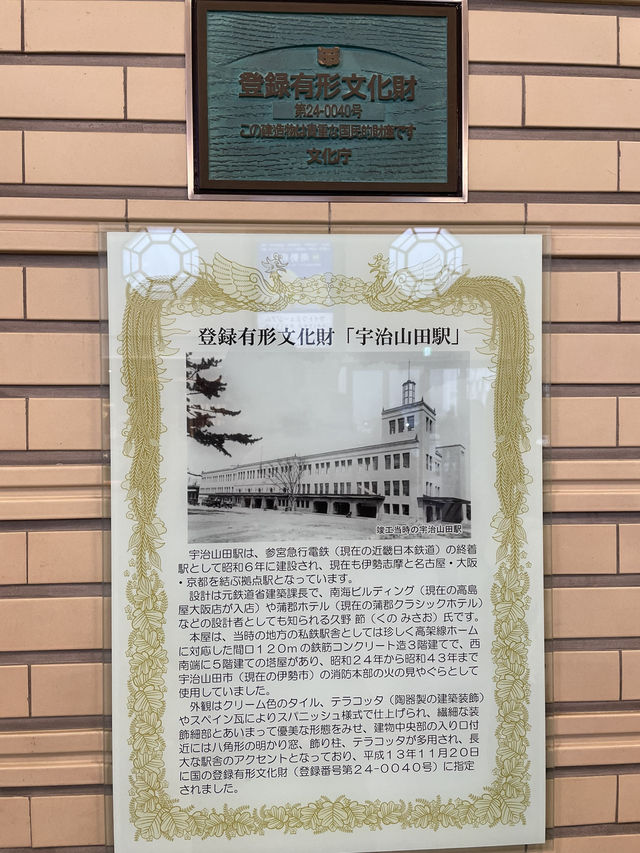 登録有形文化財
第24-0040号
この建造物は貴重な国民的財産です
文化庁
登録有形文化財「宇治山田駅」
竣工当時の宇治山田駅
宇治山田駅は、参宮急行電鉄（現在の近畿日本鉄道）の終着
駅として昭和６年に建設され、現在も伊勢志摩と名古屋・大阪
・京都を結ぶ拠点駅となっています。
設計は元鉄道省建築課長で、南海ビルディング（現在の高島
屋大阪店が入店）や蒲郡ホテル（現在の蒲郡クラシックホテル）
などの設計者としても知られる久野 節（くの みさお）氏です。
本屋は、当時の地方の私鉄駅舎としては珍しく高架線ホーム
に対応した間口１２０ｍの鉄筋コンクリート造３階建てで、西
南端に５階建ての塔屋があり、昭和２４年から昭和４３年まで
宇治山田市（現在の伊勢市）の消防本部の火の見やぐらとして
使用していました。
外観はクリーム色のタイル、テラコッタ（陶器製の建築装飾）
やスペイン瓦によりスパニッシュ様式で仕上げられ、繊細な装
飾細部とあいまって優美な形態をみせ、建物中央部の入り口付
近には八角形の明かり窓、飾り柱、テラコッタが多用され、長
大な駅舎のアクセントとなっており、平成１３年１１月２０日
に国の登録有形文化財（登録番号第２４-００４０号）に指定
されました。